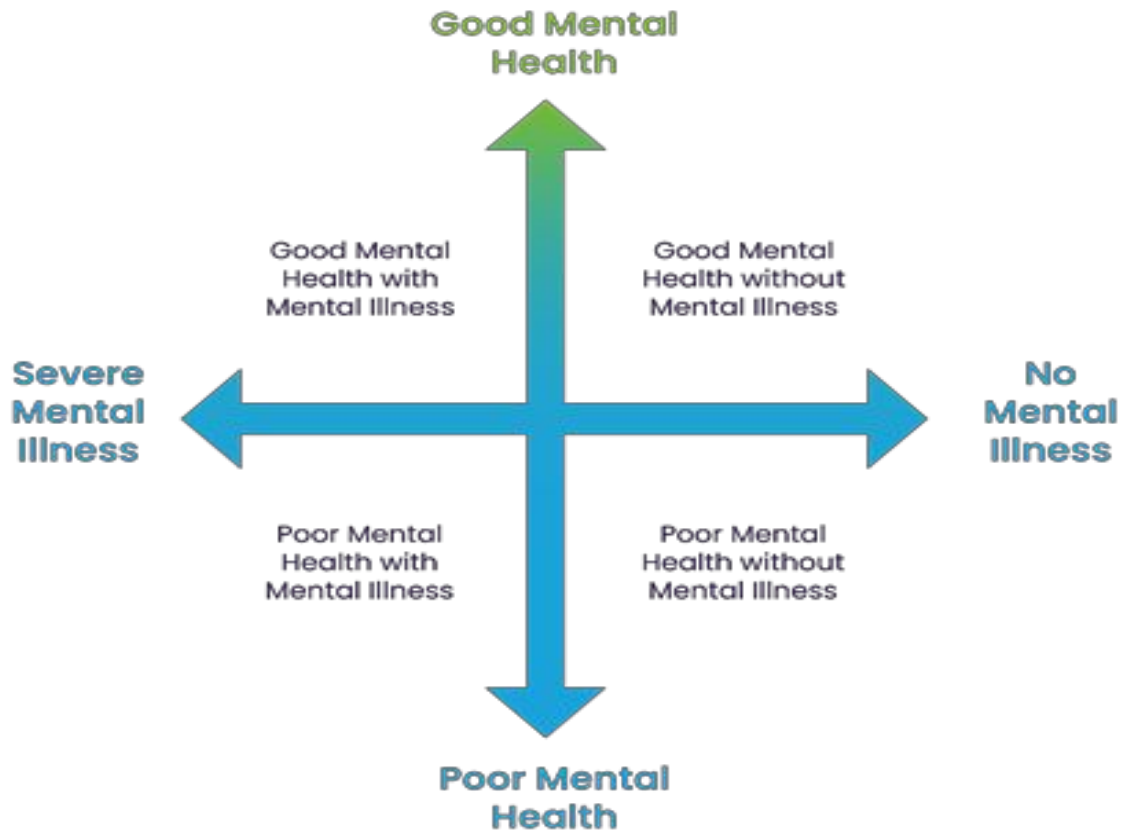 Good Mental
Health
Good Mental
Health with
Mental Illness
Good Mental
Health without
Mental Illness
Severe
Mental
Illness
No
Mental
Illness
Poor Mental
Health with
Mental Illness
Poor Mental
Health without
Mental Illness
Poor Mental
Health